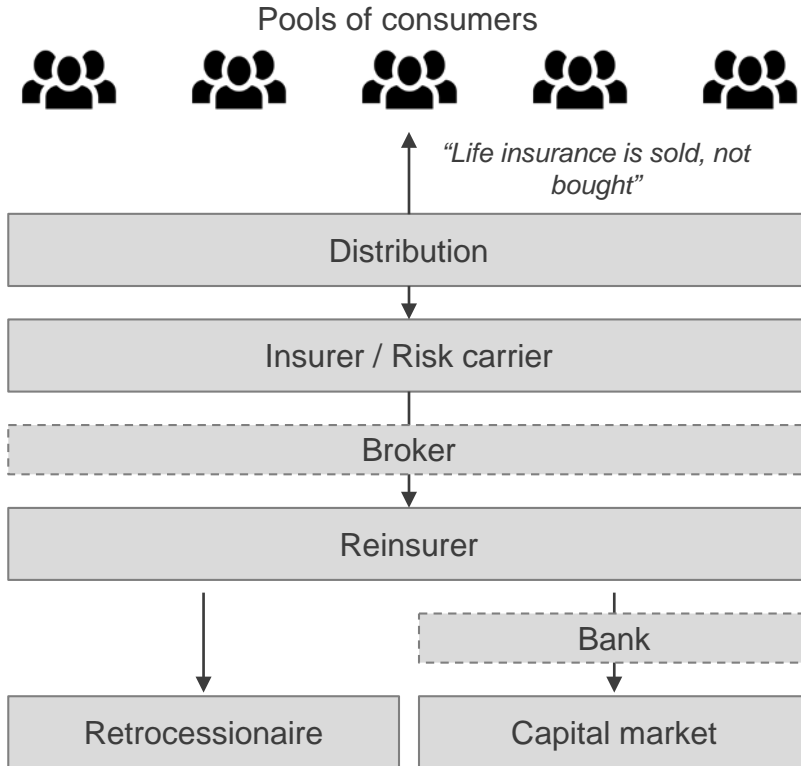 Pools of consumers
“Life insurance is sold, not
bought”
Distribution
Insurer / Risk carrier
Broker
Reinsurer
Bank
Retrocessionaire
Capital market